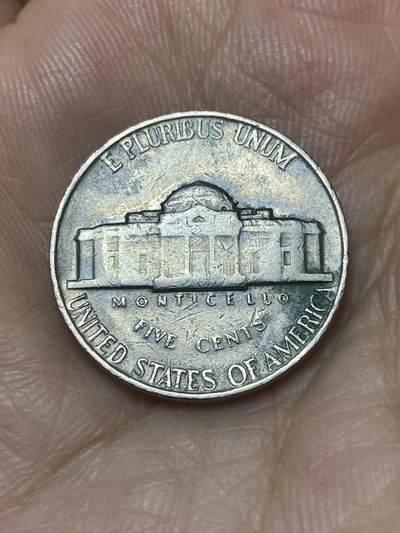 E PLURIBUS UNUM
MONTICELLO
FIVE CENTS
UNITED STATES OF AMERICA